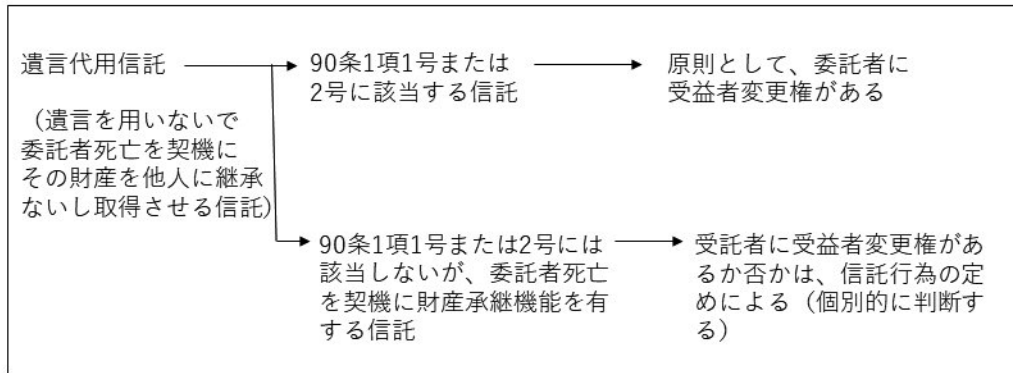 遺言代用信託
（遺言を用いないで
委託者死亡を契機に
その財産を他人に継承
ないし取得させる信託）
90条1項1号または
2号に該当する信託
原則として、委託者に
受益者変更権がある
90条1項1号または2号には
該当しないが、委託者死亡
を契機に財産承継機能を有
する信託
受託者に受益者変更権があ
るか否かは、信託行為の定
めによる（個別的に判断す
る）